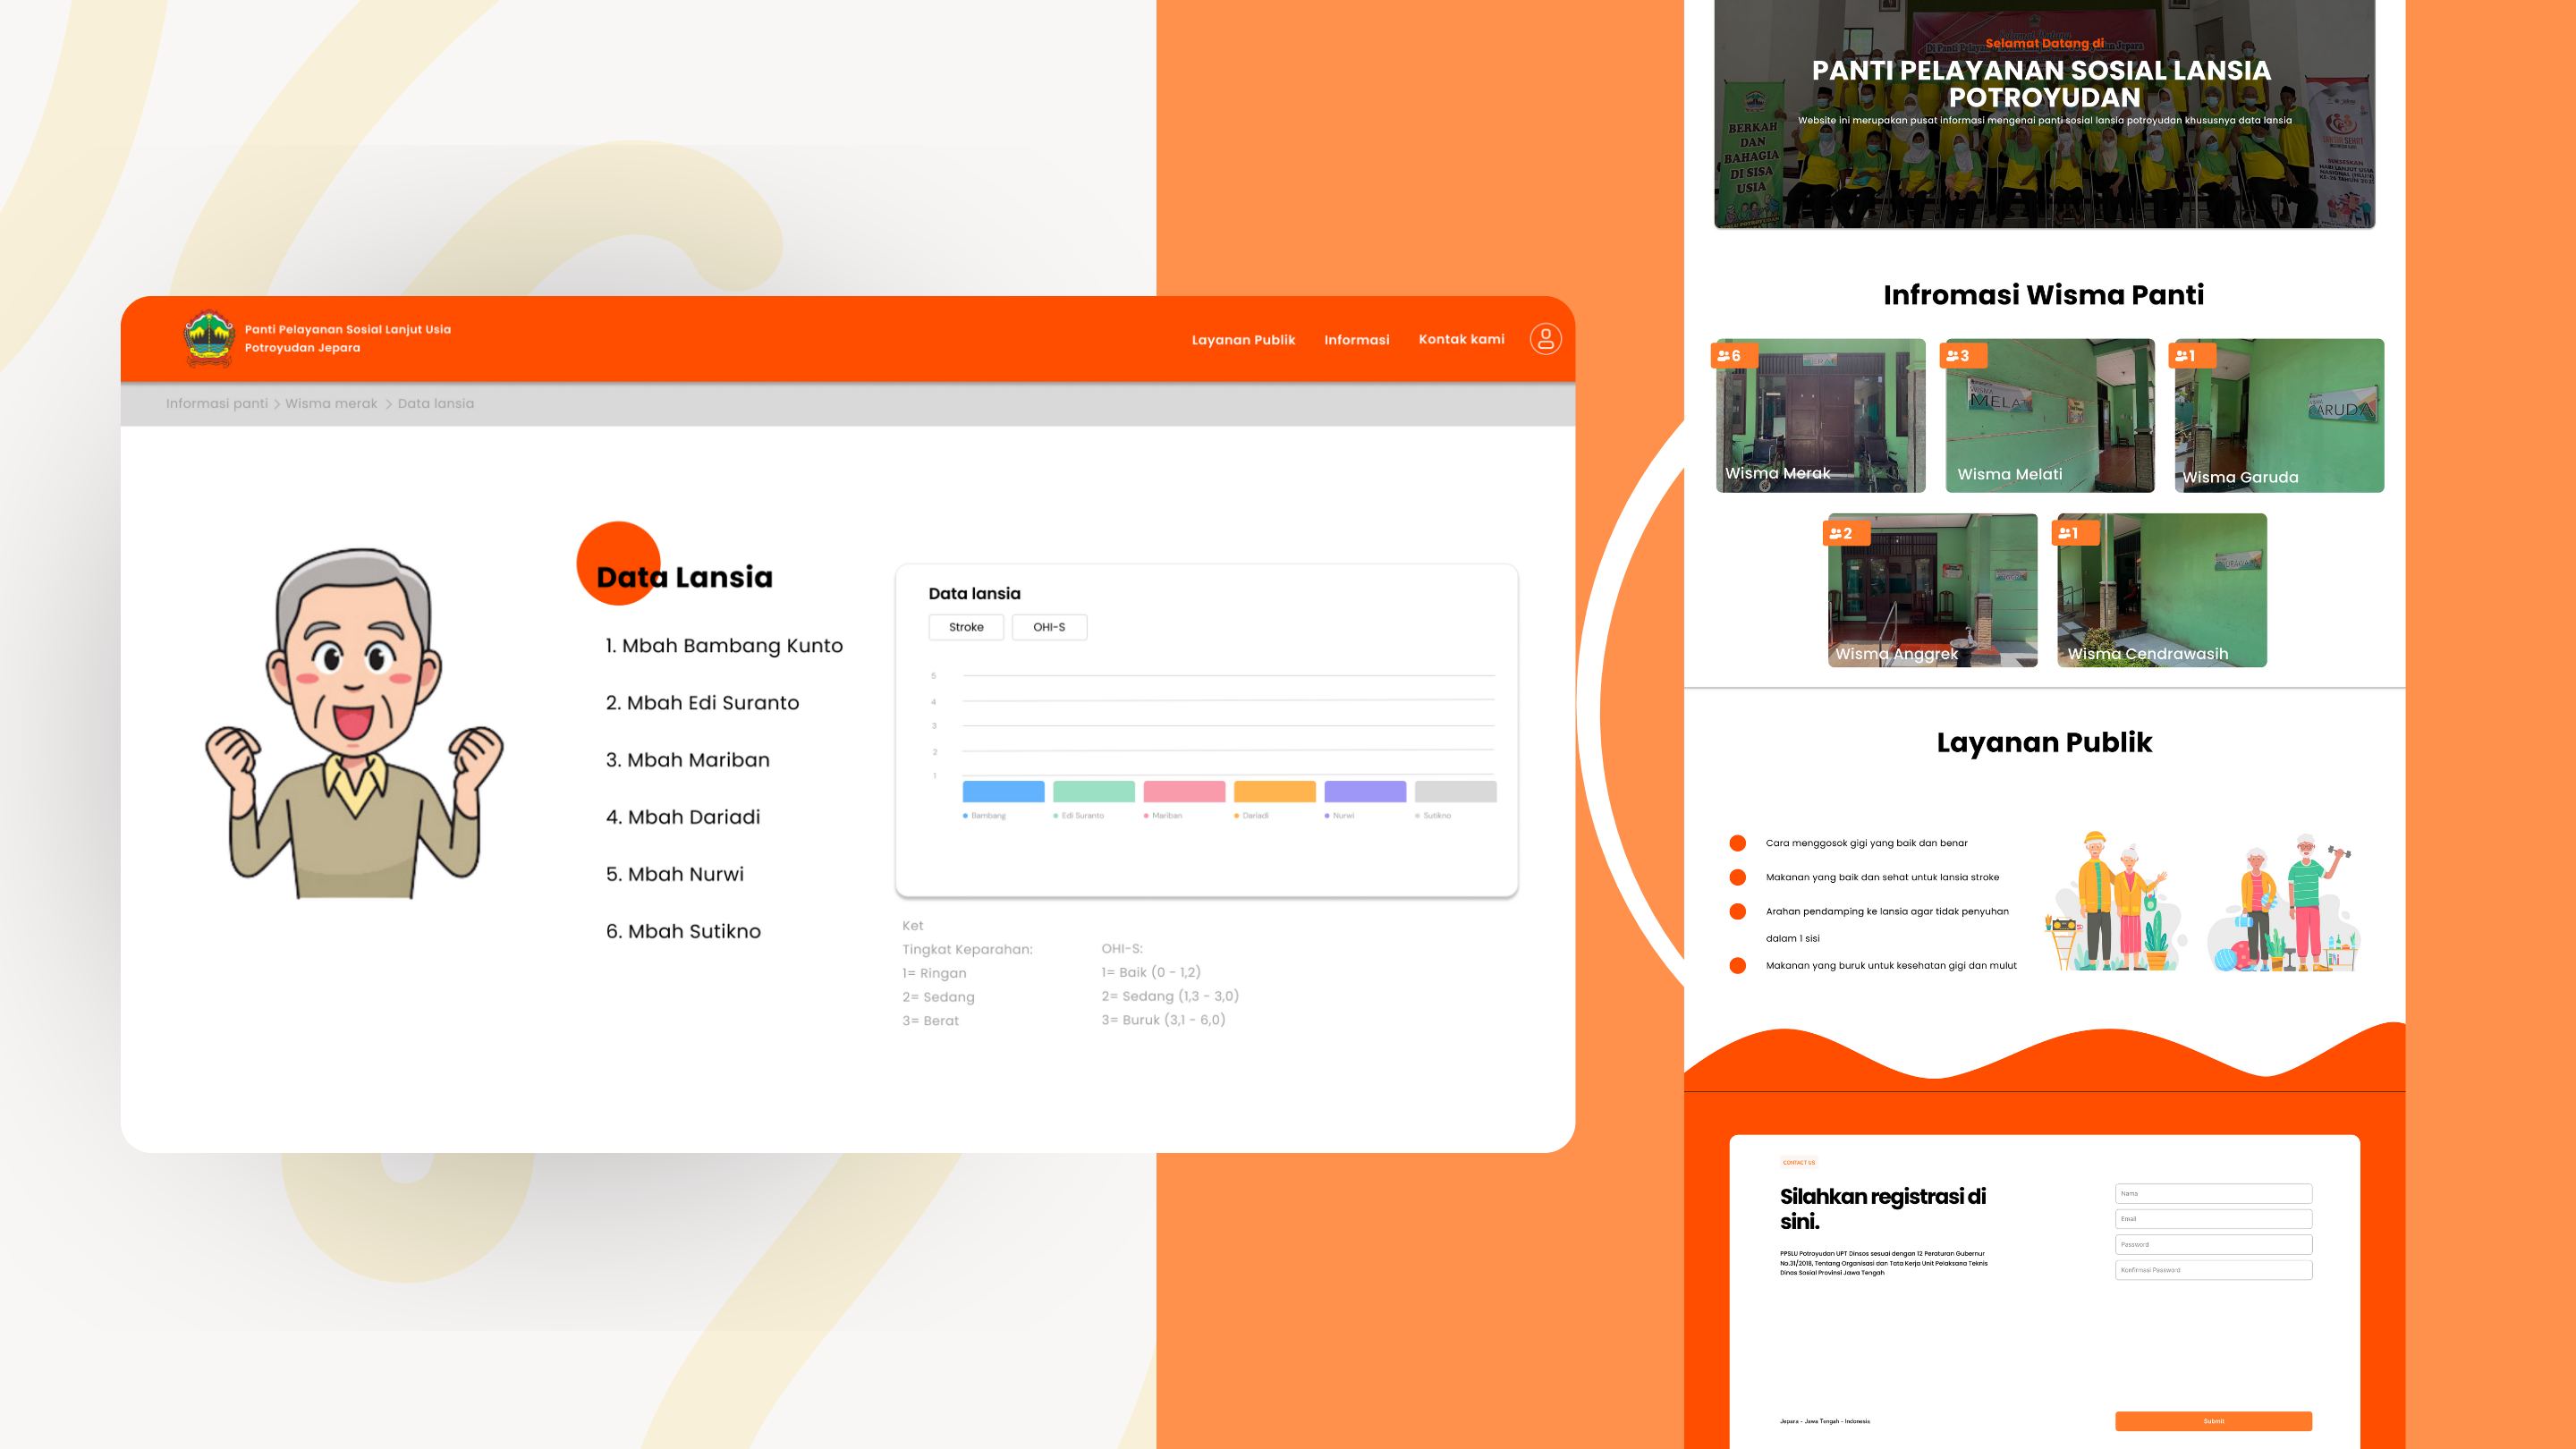 Panti Pelayanan Sosial Lanjut Usia
Potroyudan Jepara
Layanan Publik
Informasi
Kontak kami
Informasi panti > Wisma merak > Data lansia
Data Lansia
1. Mbah Bambang Kunto
2. Mbah Edi Suranto
3. Mbah Mariban
4. Mbah Dariadi
5. Mbah Nurwi
6. Mbah Sutikno
Data lansia
Stroke
OHI-S
5
4
3
2
1
Bambang
Edi Suranto
Mariban
Dariadi
Nurwi
Sutikno
Ket
Tingkat Keparahan:
1= Ringan
2= Sedang
3= Berat
OHI-S:
1= Baik (0 - 1,2)
2= Sedang (1,3 - 3,0)
3= Buruk (3,1 - 6,0)
Selamat Datang di
PANTI PELAYANAN SOSIAL LANSIA
POTROYUDAN
Website ini merupakan pusat informasi mengenai panti sosial lansia potroyudan khususnya data lansia
BERKAH
DAN
BAHAGIA
DI SISA
USIA
Infromasi Wisma Panti
6
Wisma Merak
3
WISMA
MELAT
Wisma Melati
1
GARUDA
Wisma Garuda
2
Wisma Anggrek
1
Wisma Cendrawasih
Layanan Publik
Cara menggosok gigi yang baik dan benar
Makanan yang baik dan sehat untuk lansia stroke
Arahan pendamping ke lansia agar tidak penyuhan
dalam 1 sisi
Makanan yang buruk untuk kesehatan gigi dan mulut
CONTACT US
Silahkan registrasi di
sini.
PPSLU Potroyudan UPT Dinsos sesuai dengan 12 Peraturan Gubernur
No.31/2018, Tentang Organisasi dan Tata Kerja Unit Pelaksana Teknis
Dinas Sosial Provinsi Jawa Tengah
Nama
Email
Password
Konfirmasi Password
Jepara - Jawa Tengah - Indonesia
Submit